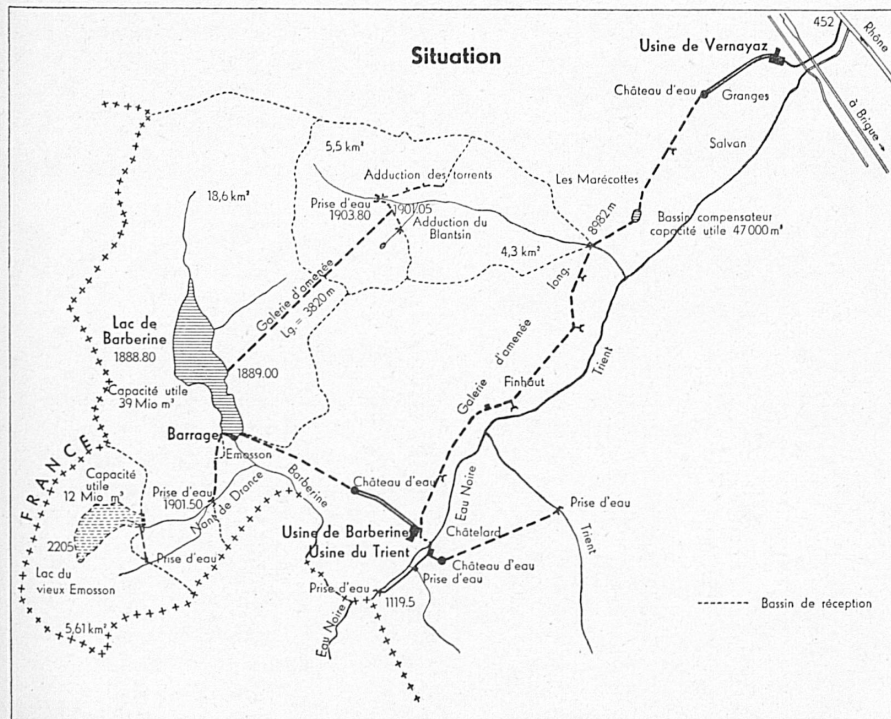 Situation
452
Rhône
Usine de Vernayaz
à Brigue
Château d'eau
Granges
Salvan
5,5 km²
Adduction des torrents
Les Marécottes
18,6 km²
Prise d'eau
1903.80
1901.05
Adduction du
Blantsin
8982 m
Bassin compensateur
capacité utile 47 000 m³
4,3 km²
long.
Galerie d'amenée
Lg. = 3820 m
Lac de
Barberine
1888.80
1889.00
Galerie d'amenée
Trient
Finhaut
Capacité utile
39 Mio m³
Barrage
Emosson
FRANCE
Capacité
utile
12 Mio m³
Prise d'eau
1901.50
Nant de Drance
Barberine
Château d'eau
Eau Noire
Prise d'eau
Trient
2205
Usine de Barberine
Usine du Trient
Châtelard
Prise d'eau
Château d'eau
Lac du
vieux Emosson
Prise d'eau
Prise d'eau
1119.5
Eau Noire
5,61 km²
Bassin de réception